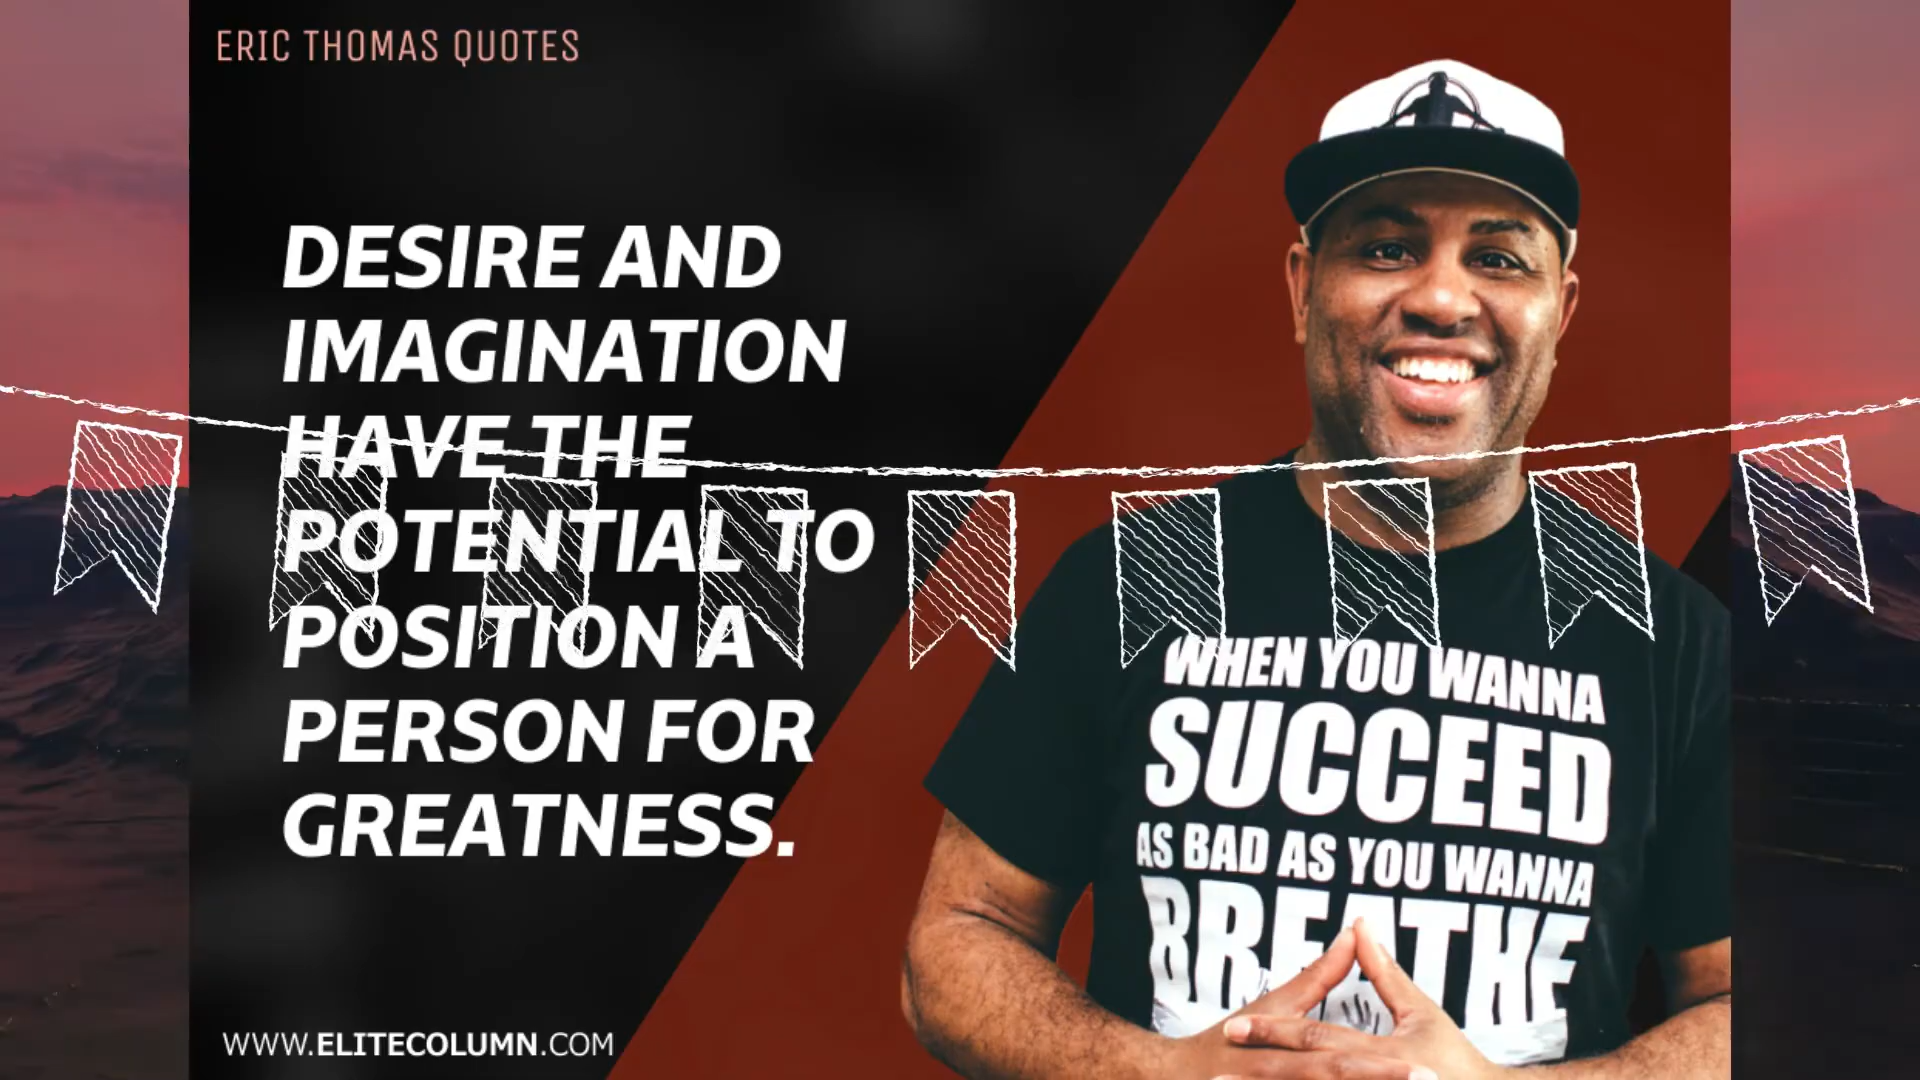 ERIC THOMAS QUOTES
DESIRE AND
IMAGINATION
HAVE THE
POTENTIAL TO
POSITION A
PERSON FOR
GREATNESS.
WHEN YOU WANNA
SUCCEED
AS BAD AS YOU WANNA
BREATHE
WWW.ELITECOLUMN.COM